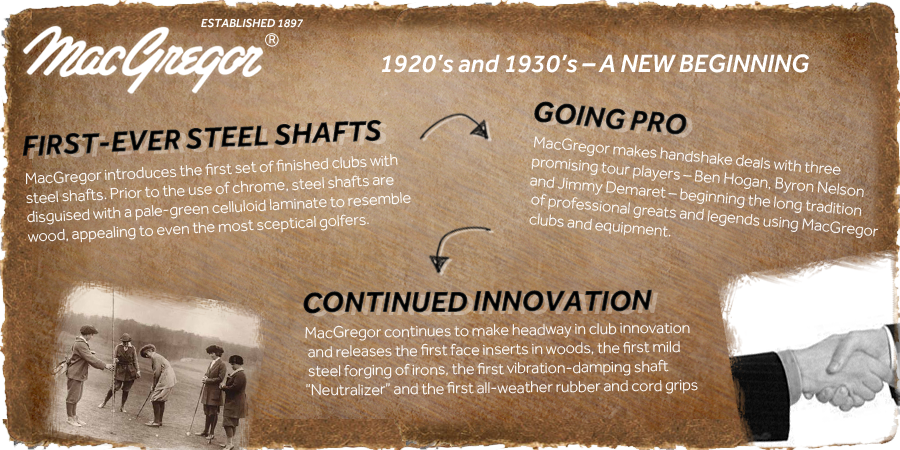 ESTABLISHED 1897
MacGregor®
1920's and 1930's – A NEW BEGINNING
FIRST-EVER STEEL SHAFTS
MacGregor introduces the first set of finished clubs with
steel shafts. Prior to the use of chrome, steel shafts are
disguised with a pale-green celluloid laminate to resemble
wood, appealing to even the most sceptical golfers.
GOING PRO
MacGregor makes handshake deals with three
promising tour players – Ben Hogan, Byron Nelson
and Jimmy Demaret – beginning the long tradition
of professional greats and legends using MacGregor
clubs and equipment.
CONTINUED INNOVATION
MacGregor continues to make headway in club innovation
and releases the first face inserts in woods, the first mild
steel forging of irons, the first vibration-damping shaft
"Neutralizer" and the first all-weather rubber and cord grips